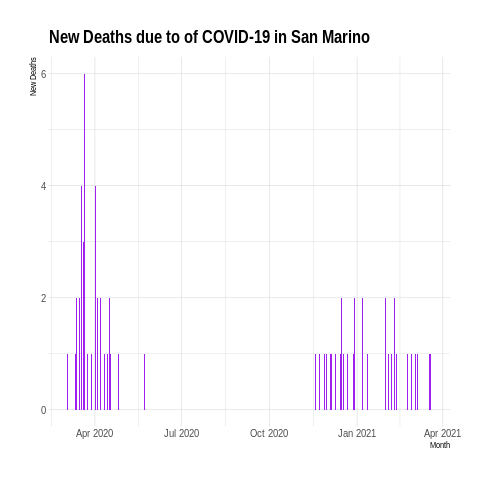 New Deaths due to of COVID-19 in San Marino
New Deaths
6
4
2
0
Apr 2020 Jul 2020 Oct 2020 Jan 2021 Apr 2021
Month